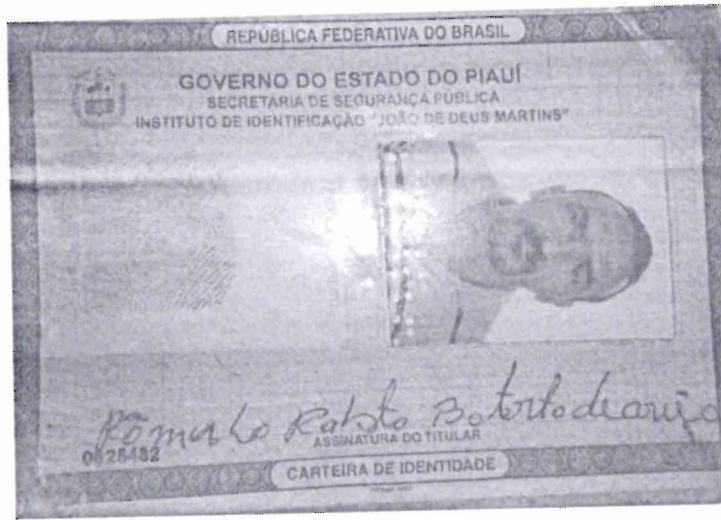 REPÚBLICA FEDERATIVA DO BRASIL
GOVERNO DO ESTADO DO PIAUÍ
SECRETARIA DE SEGURANÇA PÚBLICA
INSTITUTO DE IDENTIFICAÇÃO "JOÃO DE DEUS MARTINS"
Rômulo
ASSINATURA DO TITULAR
CARTEIRA DE IDENTIDADE